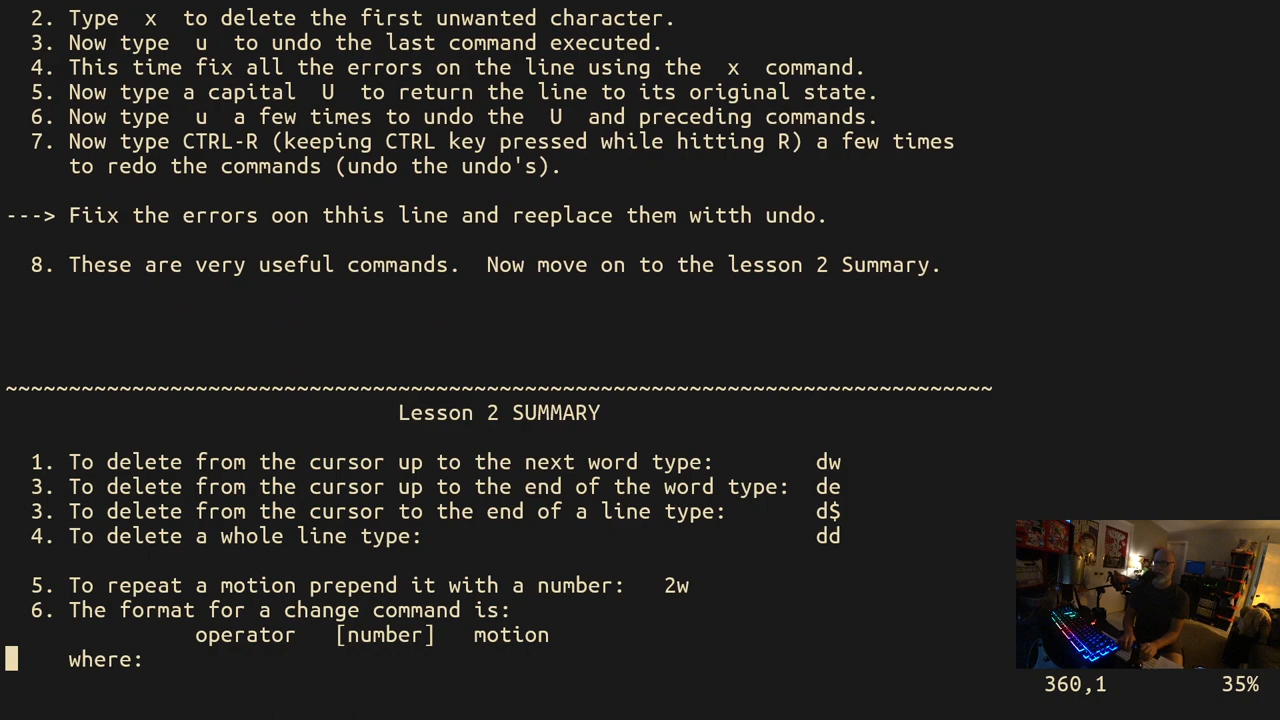 2. Type  x  to delete the first unwanted character.
3. Now type  u  to undo the last command executed.
4. This time fix all the errors on the line using the  x  command.
5. Now type a capital  U  to return the line to its original state.
6. Now type  u  a few times to undo the  U  and preceding commands.
7. Now type CTRL-R (keeping CTRL key pressed while hitting R) a few times
to redo the commands (undo the undo's).
---> Fiix the errors oon thhis line and reeplace them witth undo.
8. These are very useful commands.  Now move on to the lesson 2 Summary.
~~~~~~~~~~~~~~~~~~~~~~~~~~~~~~~~~~~~~~~~~~~~~~~~~~~~~~~~~~~~~~~~~~~~~~~~~~~~~~
Lesson 2 SUMMARY
1. To delete from the cursor up to the next word type:        dw
3. To delete from the cursor up to the end of the word type:  de
3. To delete from the cursor to the end of a line type:       d$
4. To delete a whole line type:                               dd
5. To repeat a motion prepend it with a number:   2w
6. The format for a change command is:
operator   [number]   motion
where:
360,1         35%